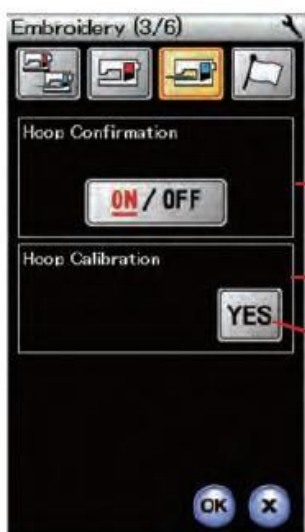 Embroidery (3/6)
Hoop Confirmation
ON / OFF
Hoop Calibration
YES
OK X